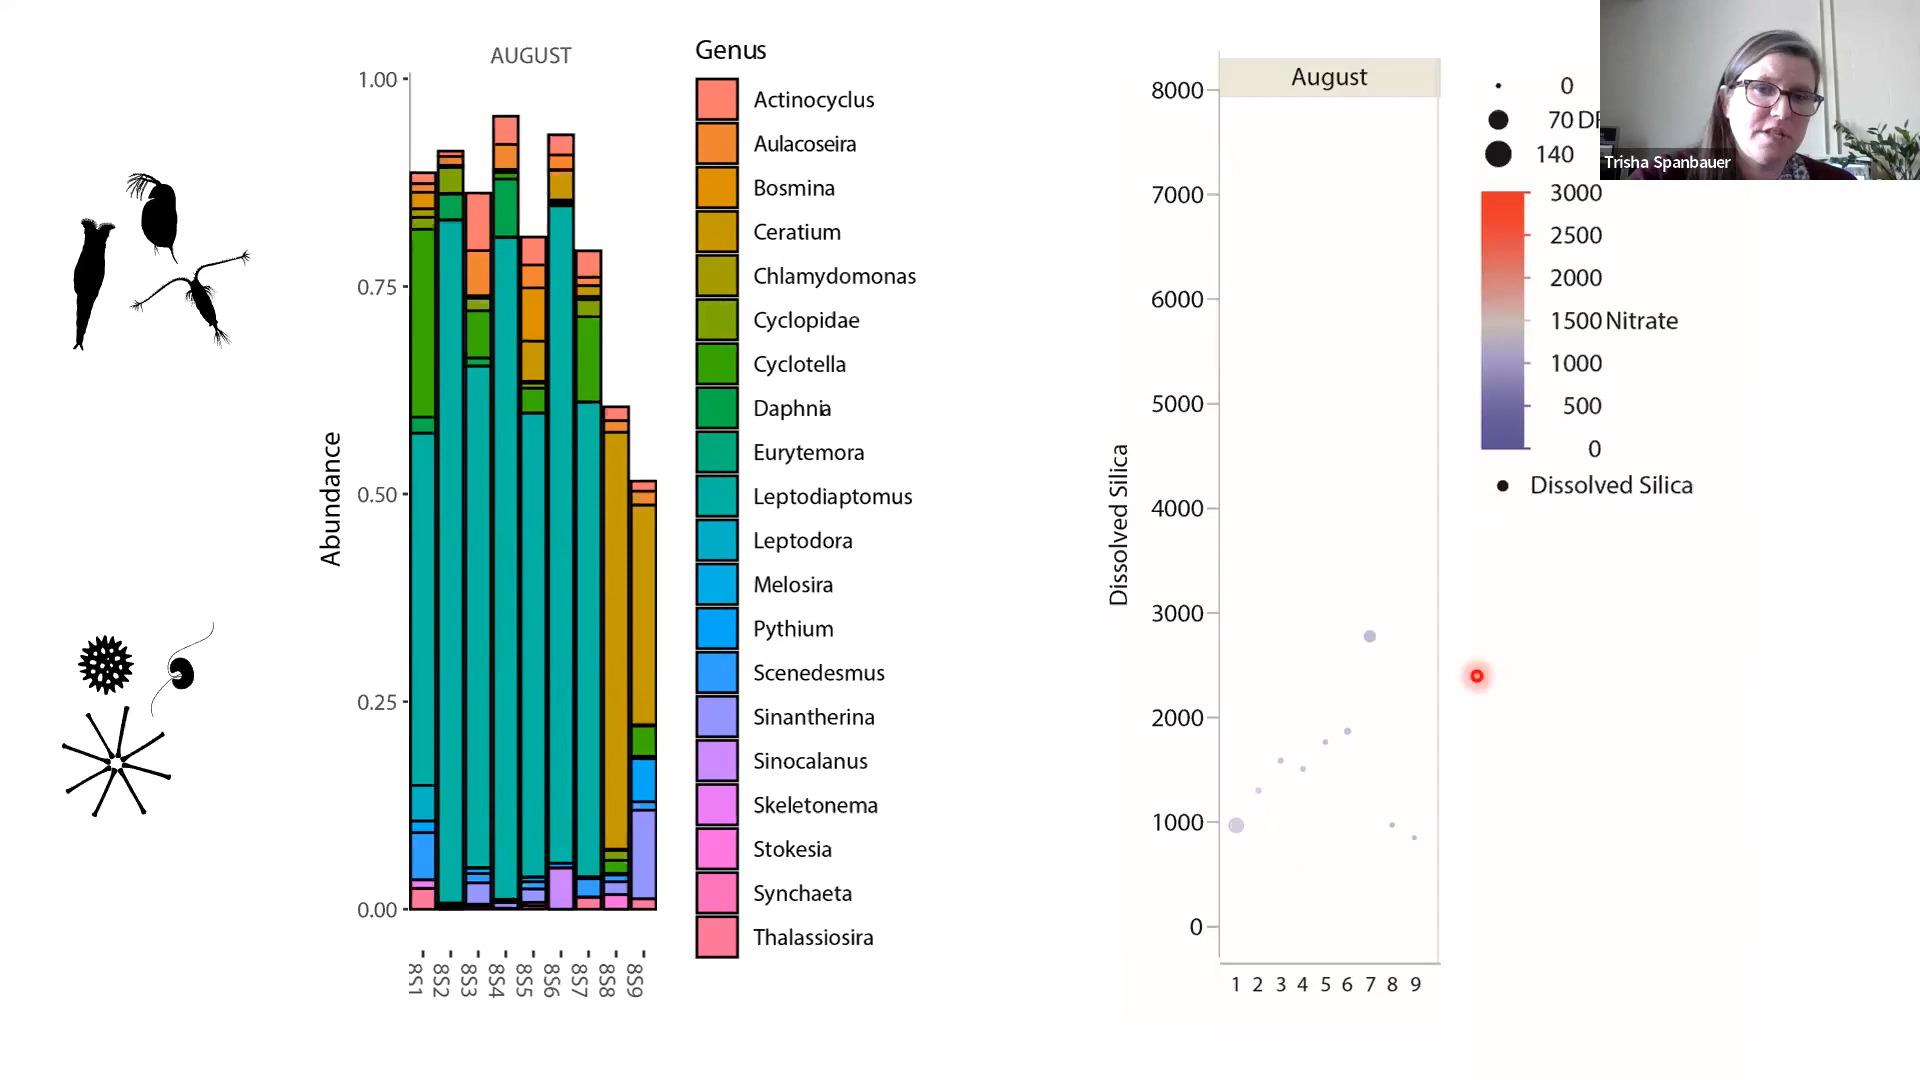 AUGUST
1.00
0.75
0.50
0.25
0.00
Abundance
8S1
8S2
8S3
8S4
8S5
8S6
8S7
8S8
8S9
Genus
Actinocyclus
Aulacoseira
Bosmina
Ceratium
Chlamydomonas
Cyclopidae
Cyclotella
Daphnia
Eurytemora
Leptodiaptomus
Leptodora
Melosira
Pythium
Scenedesmus
Sinantherina
Sinocalanus
Skeletonema
Stokesia
Synchaeta
Thalassiosira
August
8000
7000
6000
5000
4000
3000
2000
1000
0
Dissolved Silica
1 2 3 4 5 6 7 8 9
0
70
140
3000
2500
2000
1500 Nitrate
1000
500
0
Dissolved Silica
Trisha Spanbauer